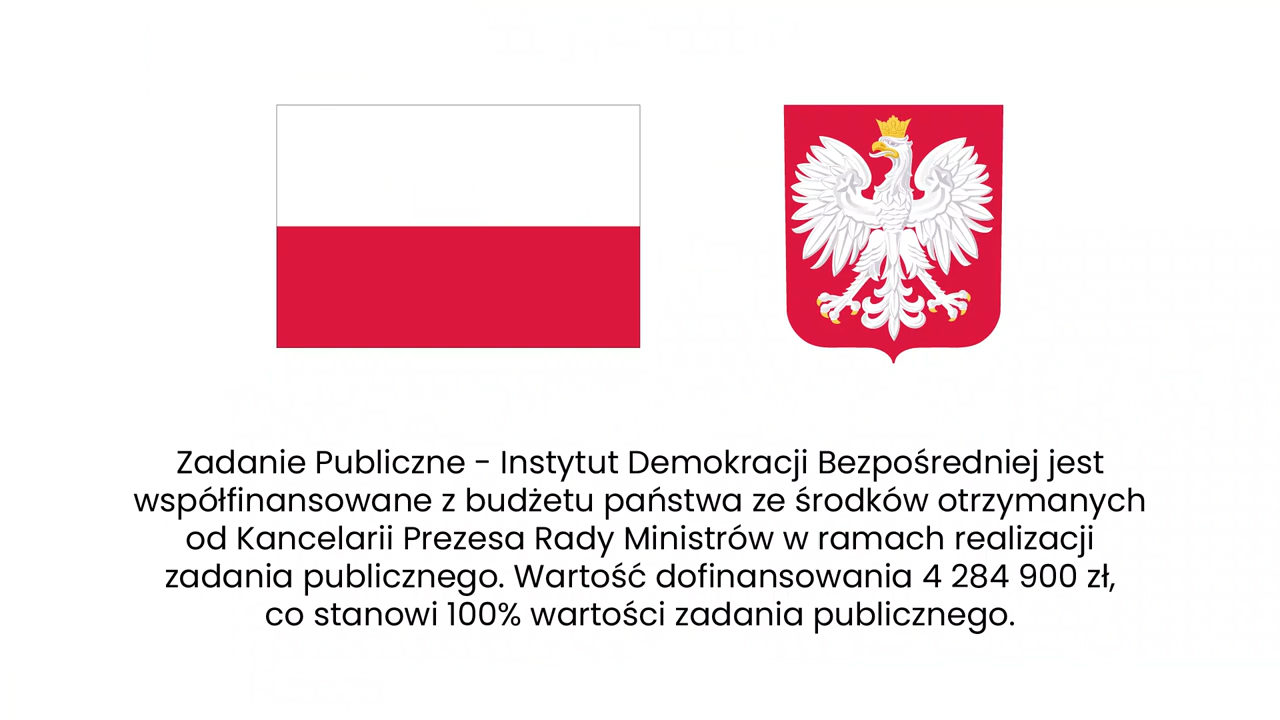 Zadanie Publiczne - Instytut Demokracji Bezpośredniej jest
współfinansowane z budżetu państwa ze środków otrzymanych
od Kancelarii Prezesa Rady Ministrów w ramach realizacji
zadania publicznego. Wartość dofinansowania 4 284 900 zł,
co stanowi 100% wartości zadania publicznego.